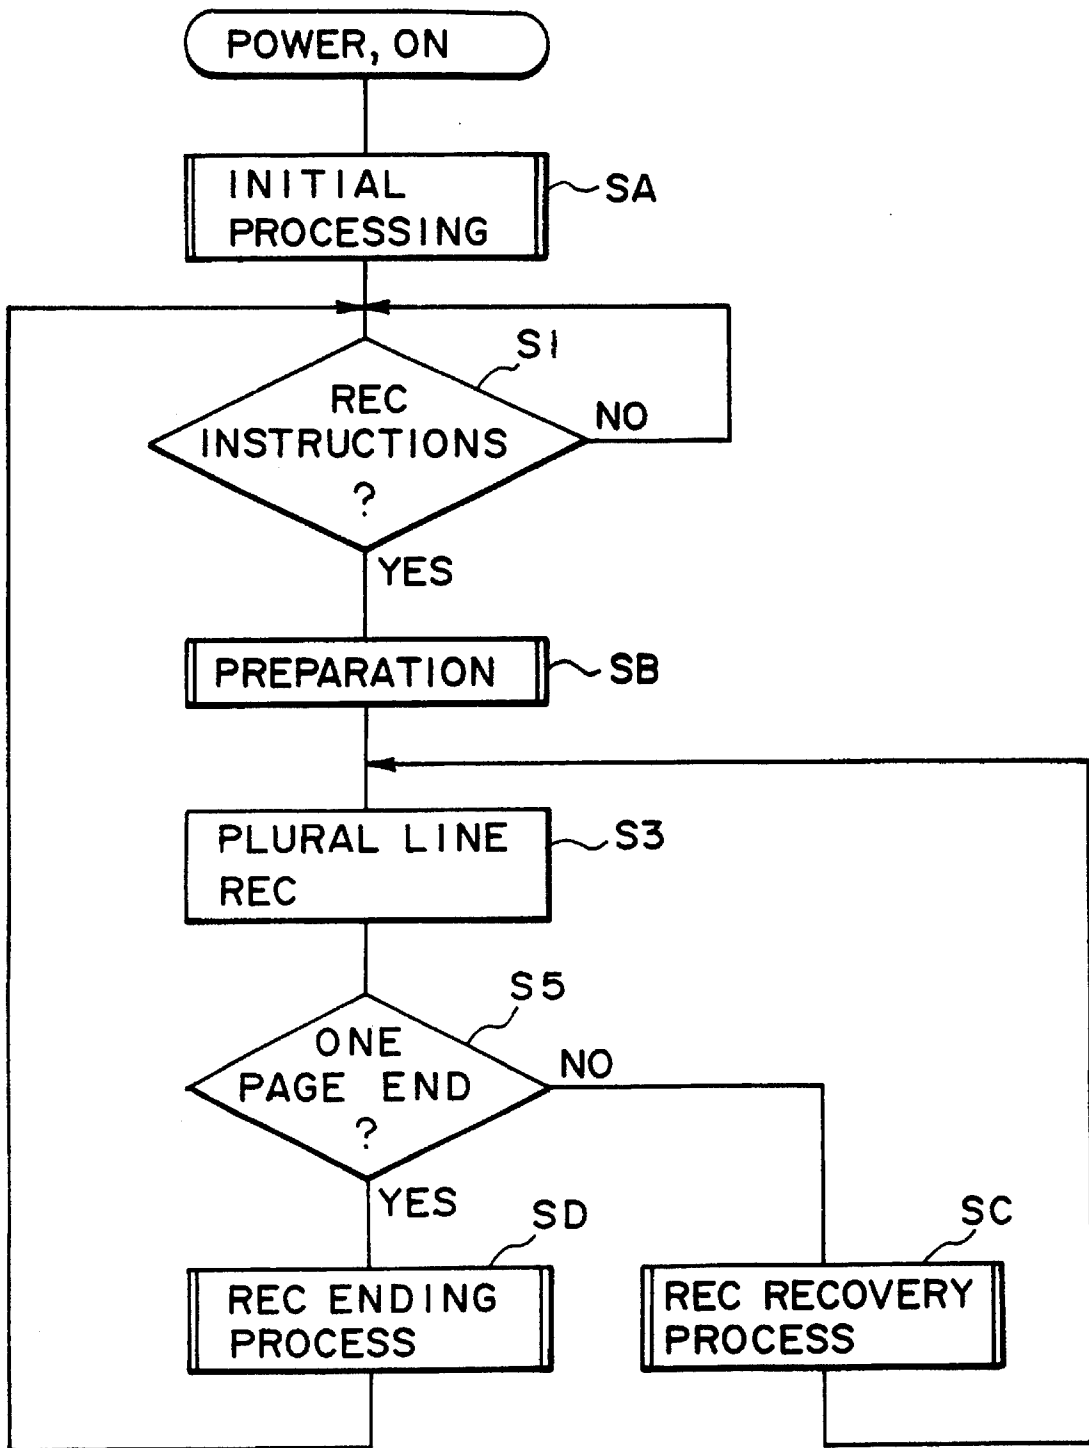 POWER, ON
INITIAL
PROCESSING
SA
S1
REC
INSTRUCTIONS
?
NO
YES
PREPARATION
SB
PLURAL LINE
REC
S3
S5
ONE
PAGE END
?
NO
YES
SD
SC
REC ENDING
PROCESS
REC RECOVERY
PROCESS